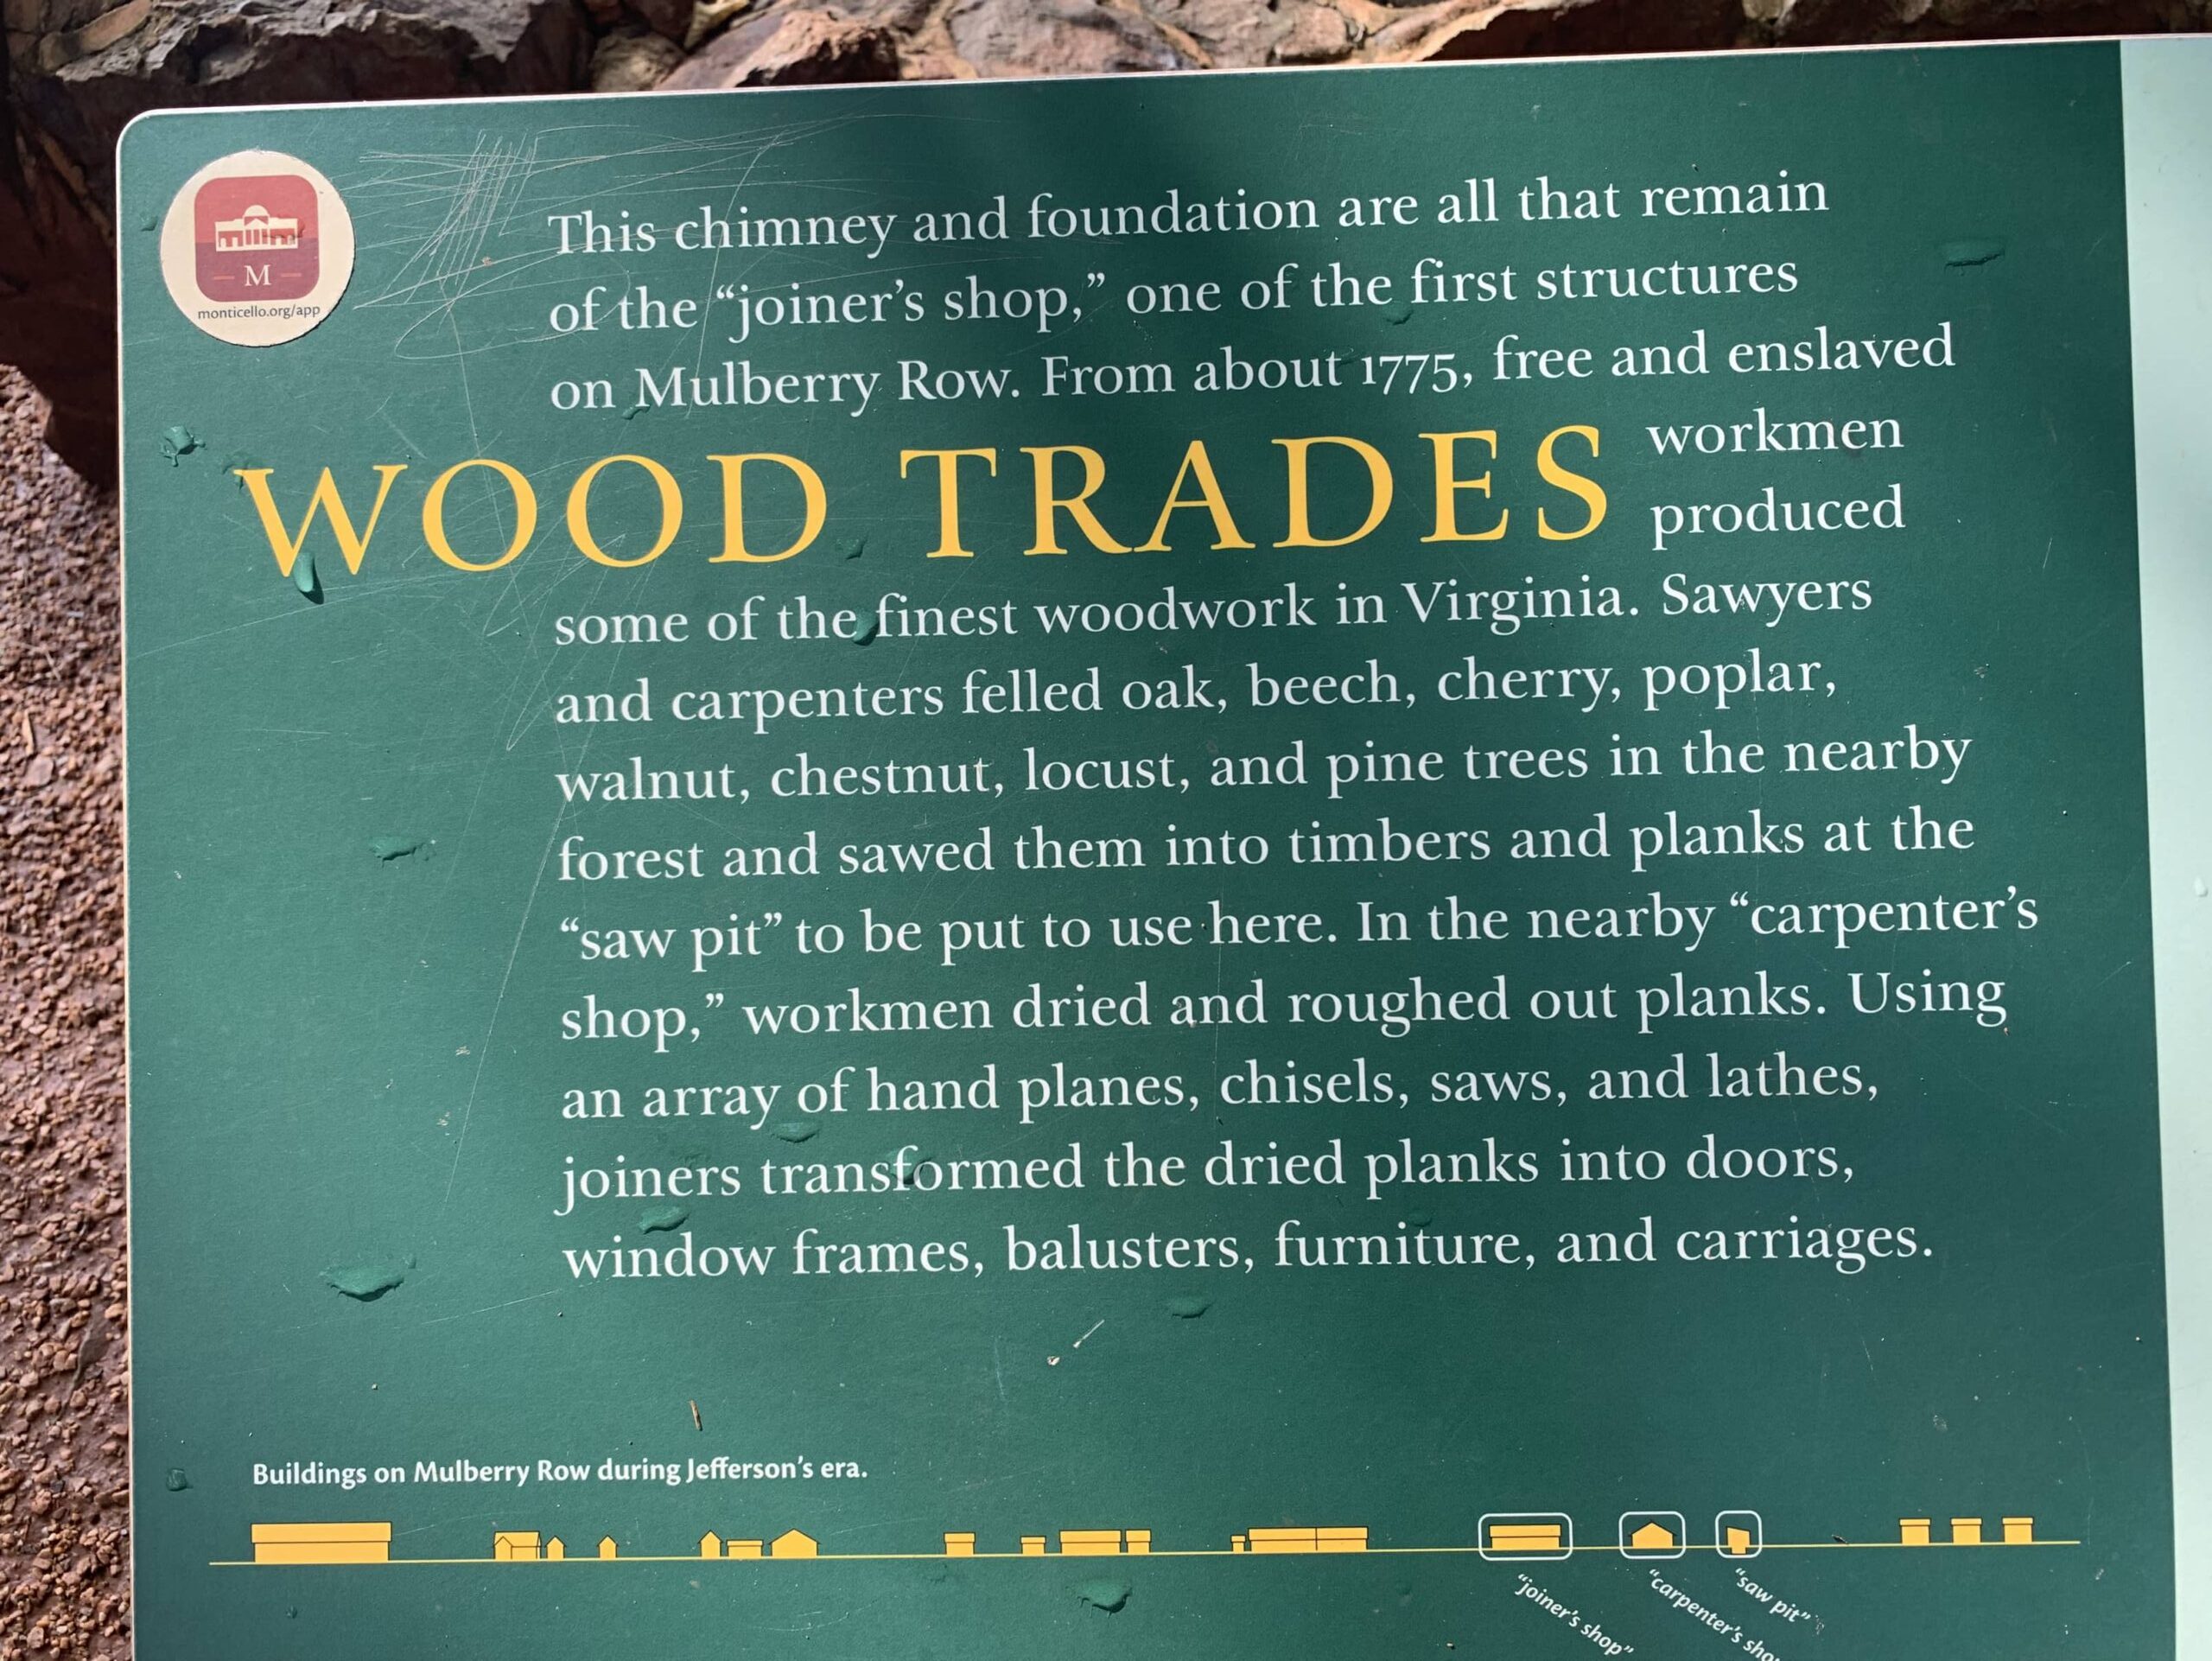 M
monticello.org/app
This chimney and foundation are all that remain
of the “joiner’s shop,” one of the first structures
on Mulberry Row. From about 1775, free and enslaved
WOOD TRADES workmen
produced
some of the finest woodwork in Virginia. Sawyers
and carpenters felled oak, beech, cherry, poplar,
walnut, chestnut, locust, and pine trees in the nearby
forest and sawed them into timbers and planks at the
“saw pit” to be put to use here. In the nearby “carpenter’s
shop,” workmen dried and roughed out planks. Using
an array of hand planes, chisels, saws, and lathes,
joiners transformed the dried planks into doors,
window frames, balusters, furniture, and carriages.
Buildings on Mulberry Row during Jefferson’s era.
“joiner’s shop”
“carpenter’s sho
“saw pit”